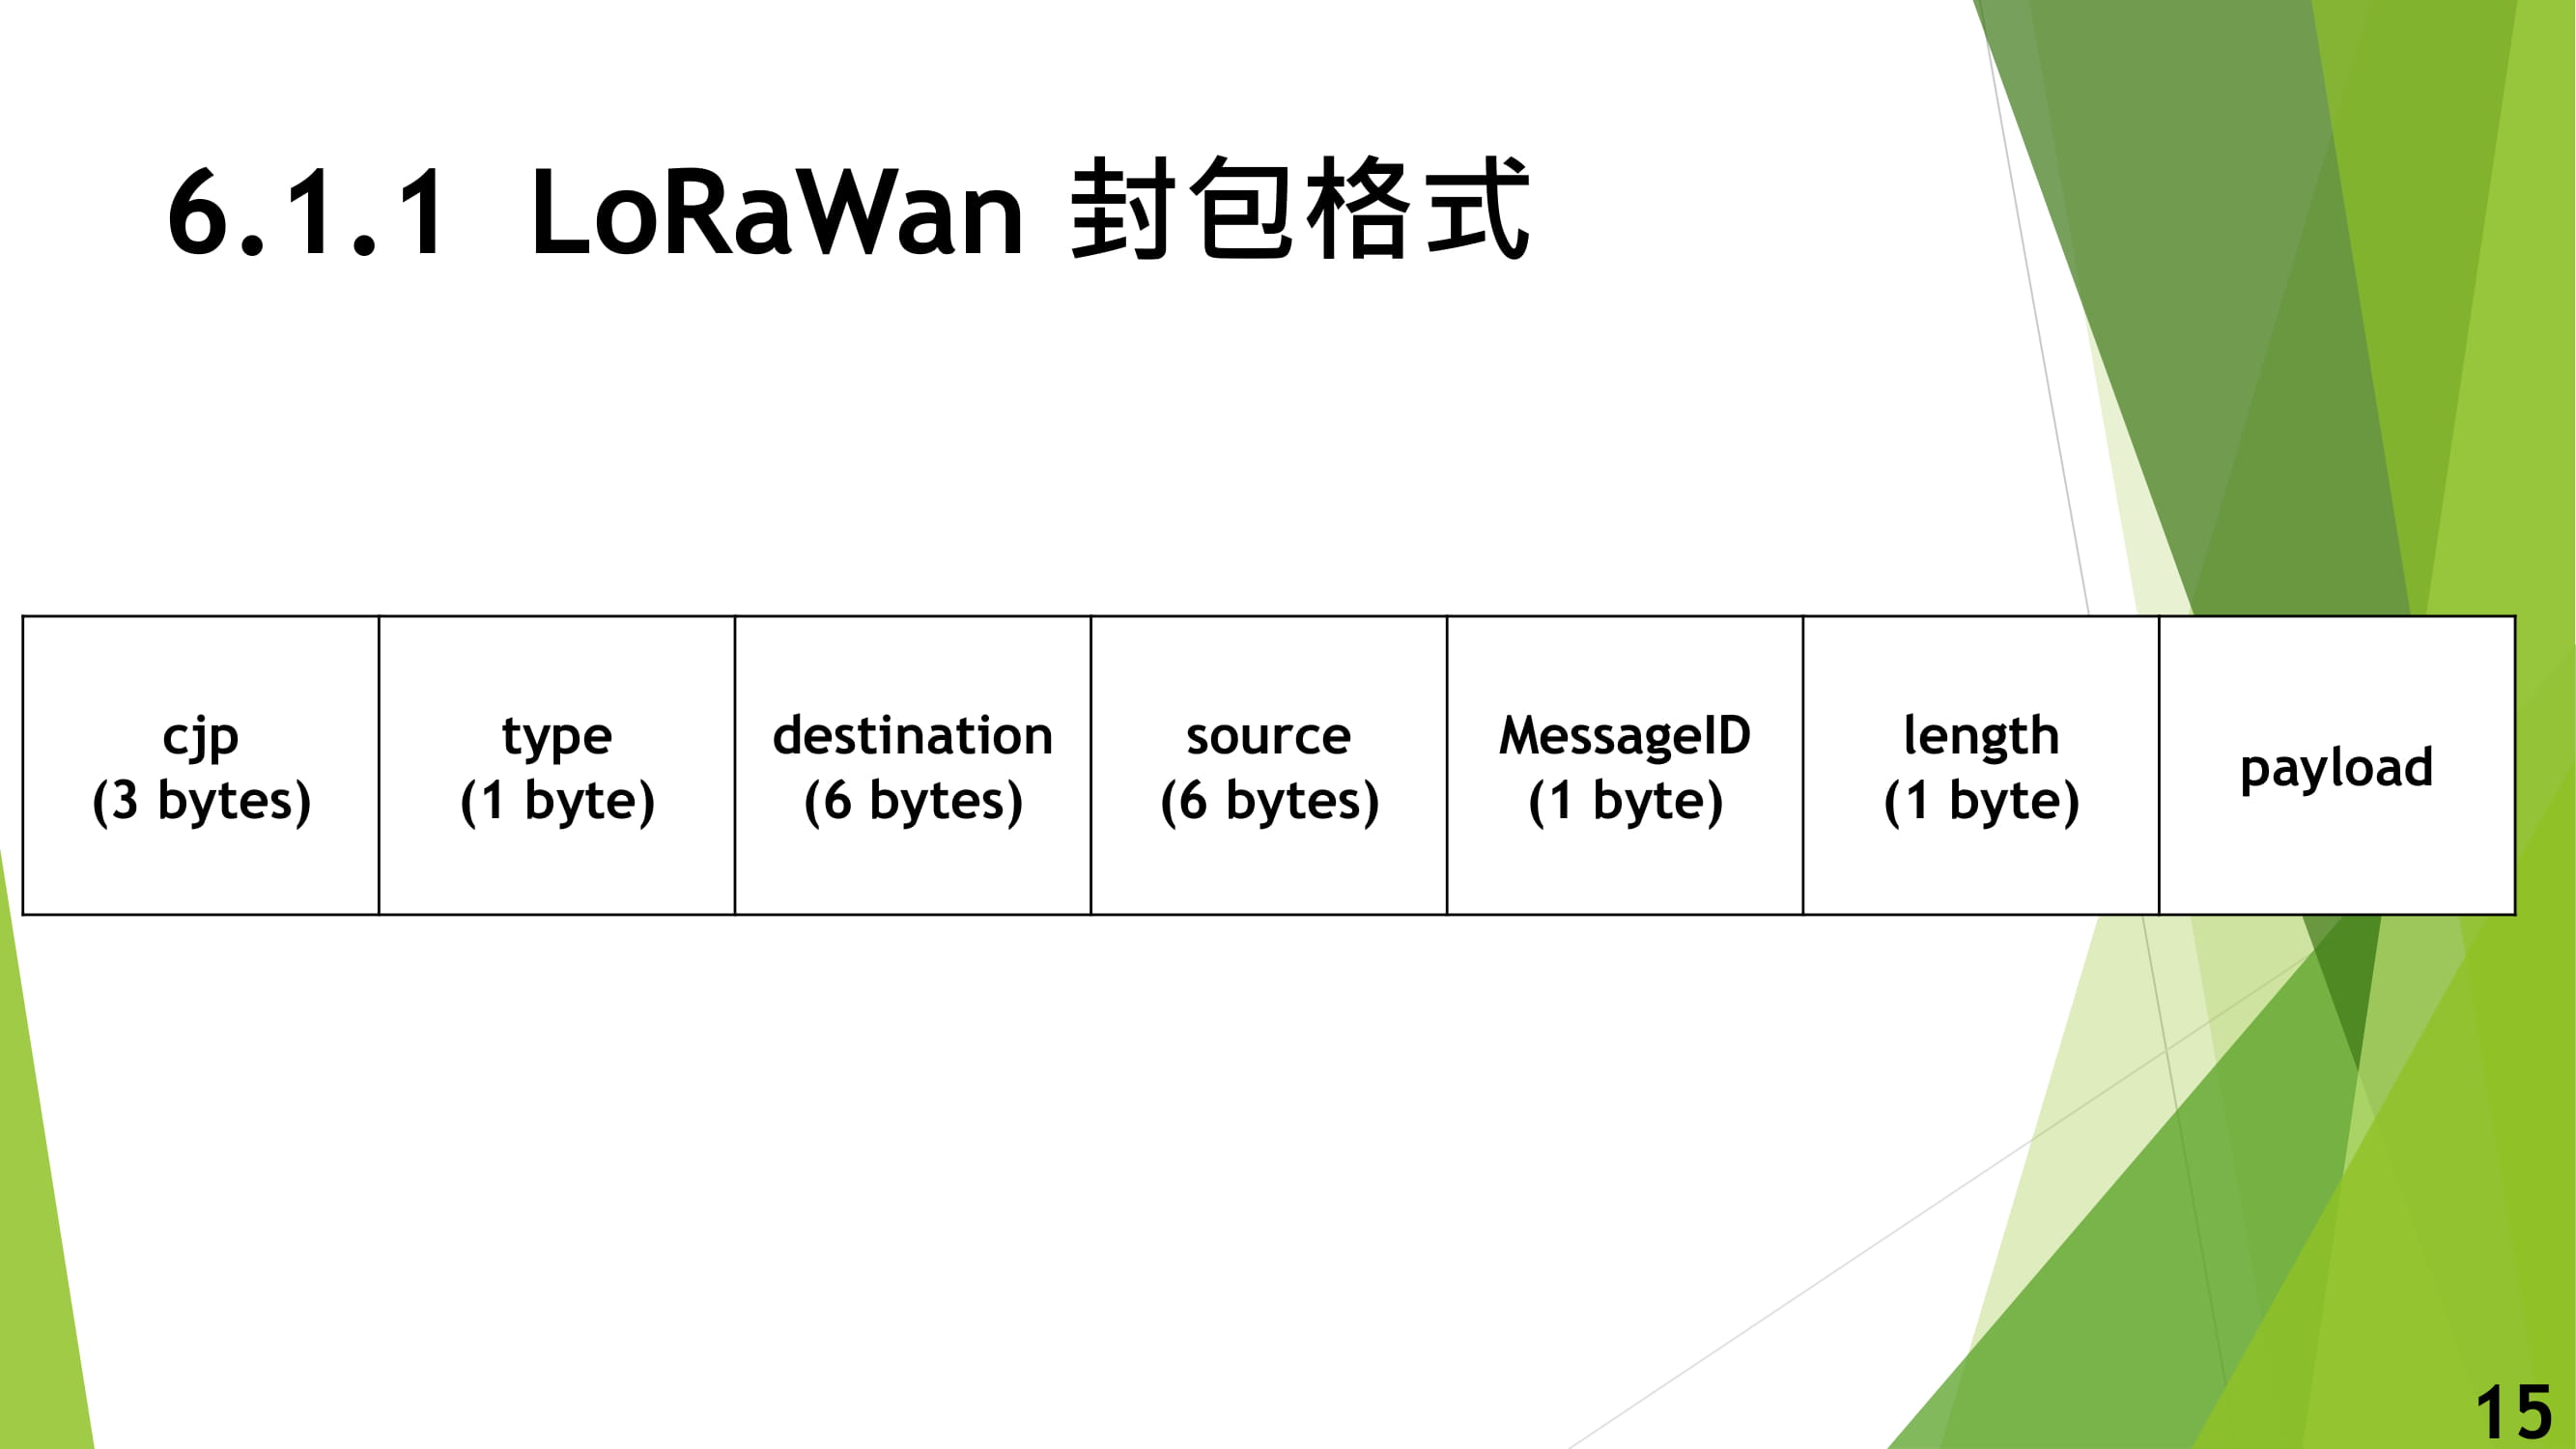 6.1.1 LoRaWan 封包格式
cjp
(3 bytes)
type
(1 byte)
destination
(6 bytes)
source
(6 bytes)
MessageID
(1 byte)
length
(1 byte)
payload
15